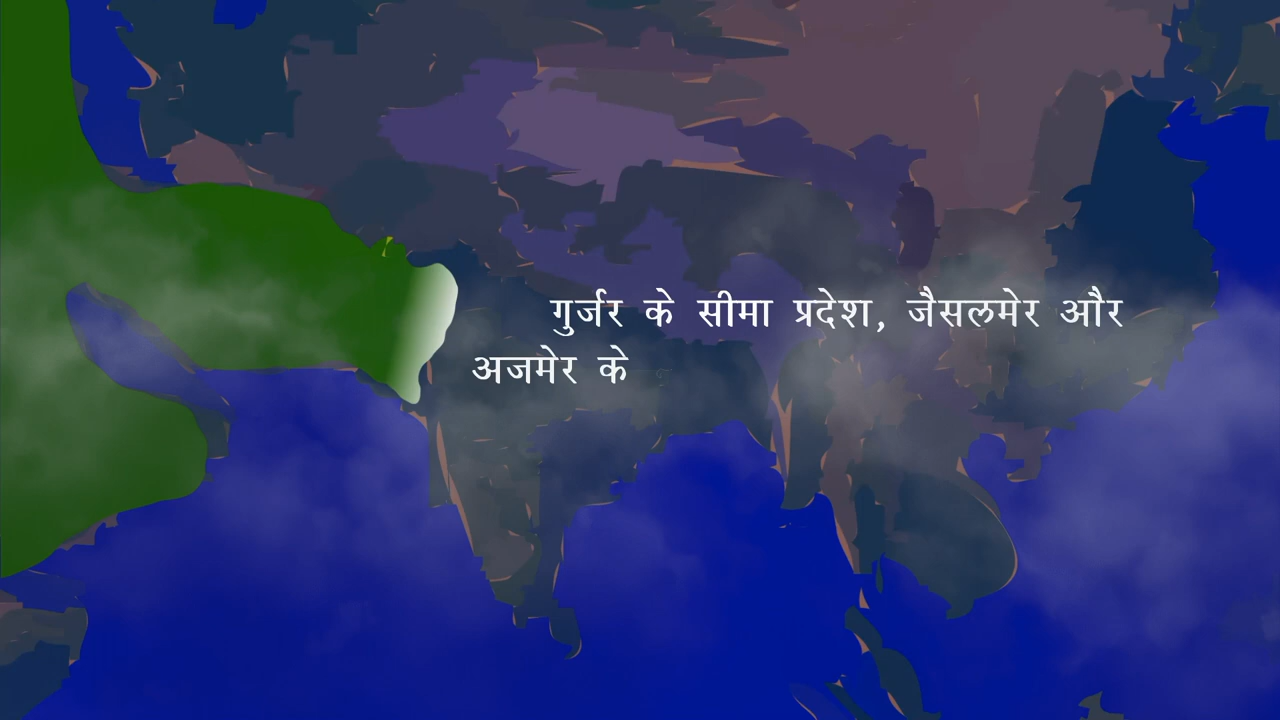 गुर्जर के सीमा प्रदेश, जैसलमेर और
अजमेर के